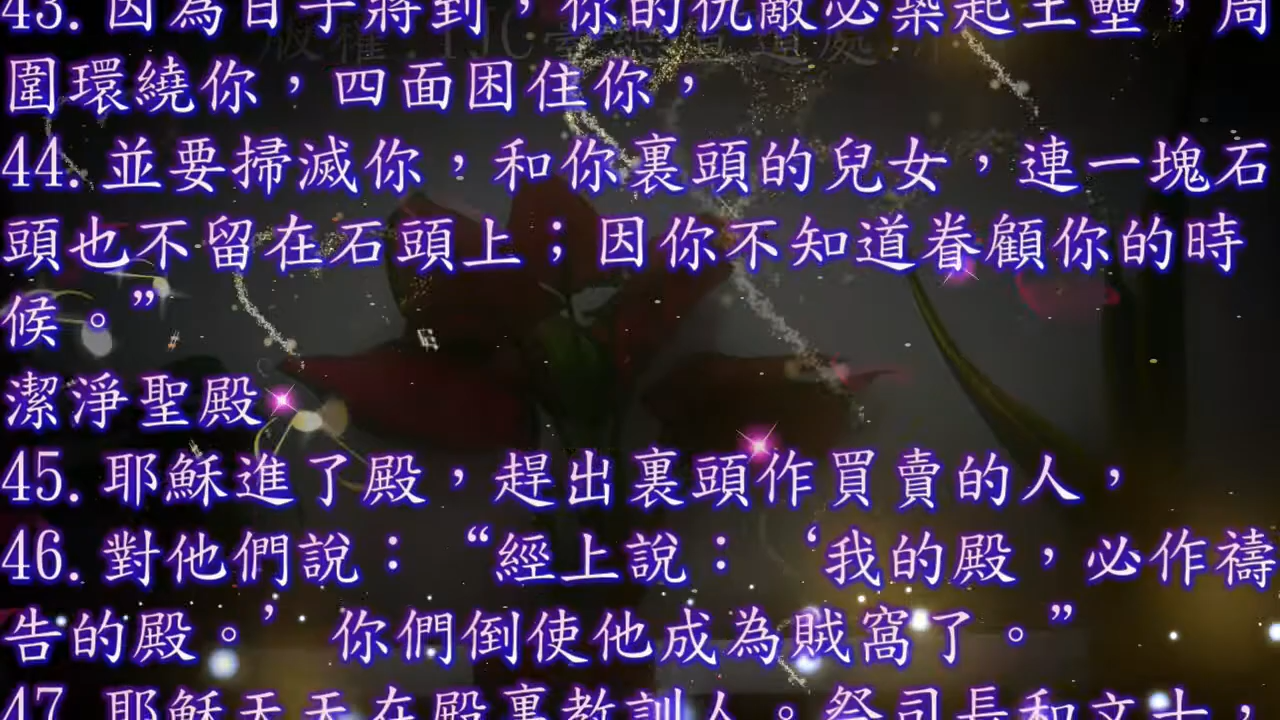 43. 因為日子將到，你的仇敵必築起土壘，周
圍環繞你，四面困住你，
44. 並要掃滅你，和你裏頭的兒女，連一塊石
頭也不留在石頭上；因你不知道眷顧你的時
候。”
潔淨聖殿
45. 耶穌進了殿，趕出裏頭作買賣的人，
46. 對他們說：“經上說：‘我的殿，必作禱
告的殿。’ 你們倒使他成為賊窩了。”
47. 耶穌天天在殿裏教訓人。祭司長和文士，